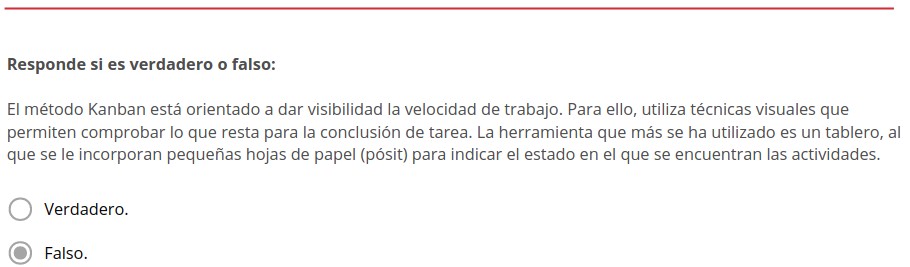 Responde si es verdadero o falso:
El método Kanban está orientado a dar visibilidad la velocidad de trabajo. Para ello, utiliza técnicas visuales que
permiten comprobar lo que resta para la conclusión de tarea. La herramienta que más se ha utilizado es un tablero, al
que se le incorporan pequeñas hojas de papel (pósit) para indicar el estado en el que se encuentran las actividades.
Verdadero.
Falso.